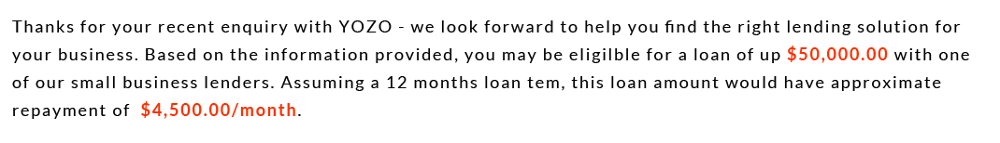 Thanks for your recent enquiry with YOZO - we look forward to help you find the right lending solution for
your business. Based on the information provided, you may be eligilble for a loan of up $50,000.00 with one
of our small business lenders. Assuming a 12 months loan tem, this loan amount would have approximate
repayment of $4,500.00/month.